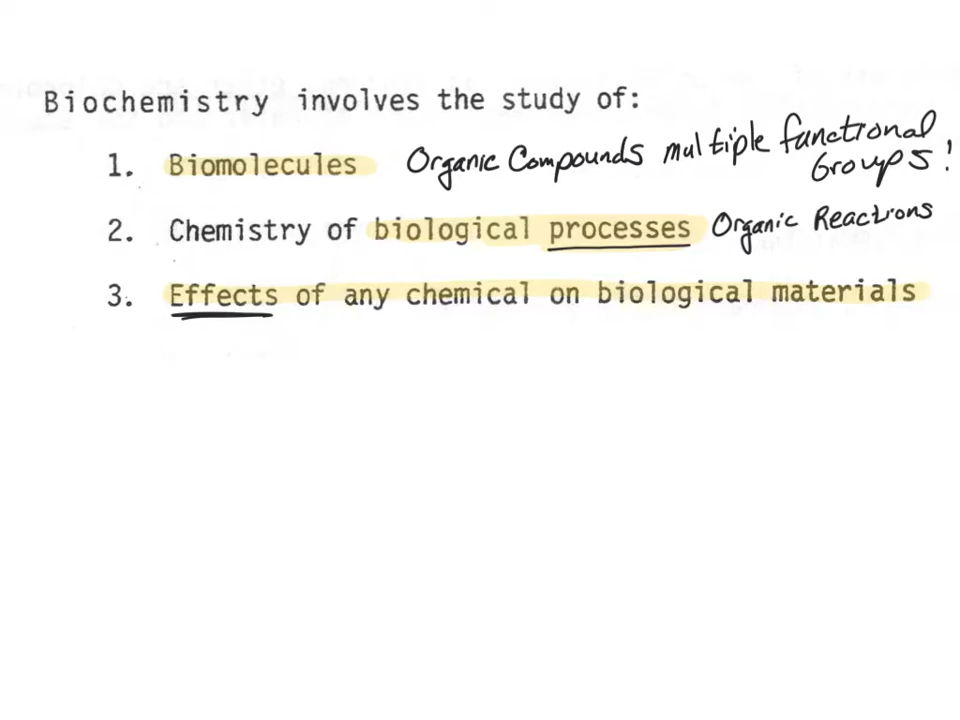 Biochemistry involves the study of:
1. Biomolecules Organic Compounds multiple functional
Groups!
2. Chemistry of biological processes Organic Reactions
3. Effects of any chemical on biological materials